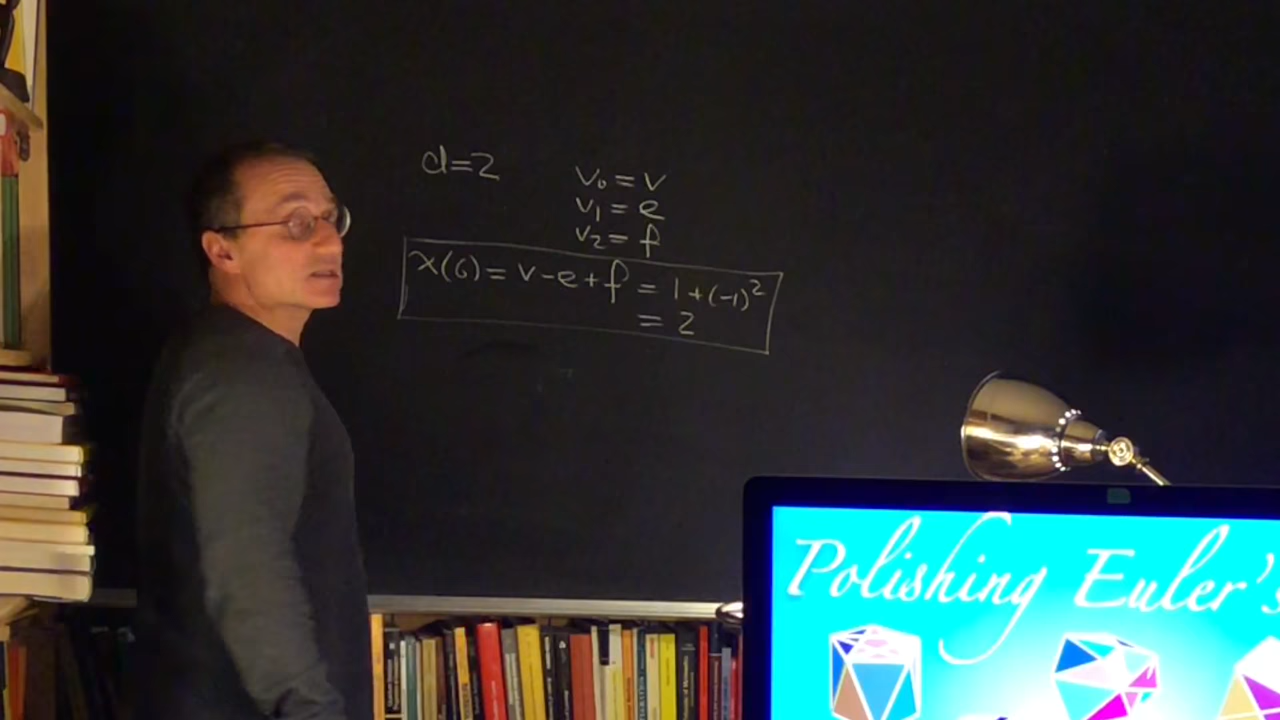 d=2
v₀ = v
v₁ = e
v₂ = f
χ(G) = v-e+f = 1+(-1)²
= 2
Polishing Euler's